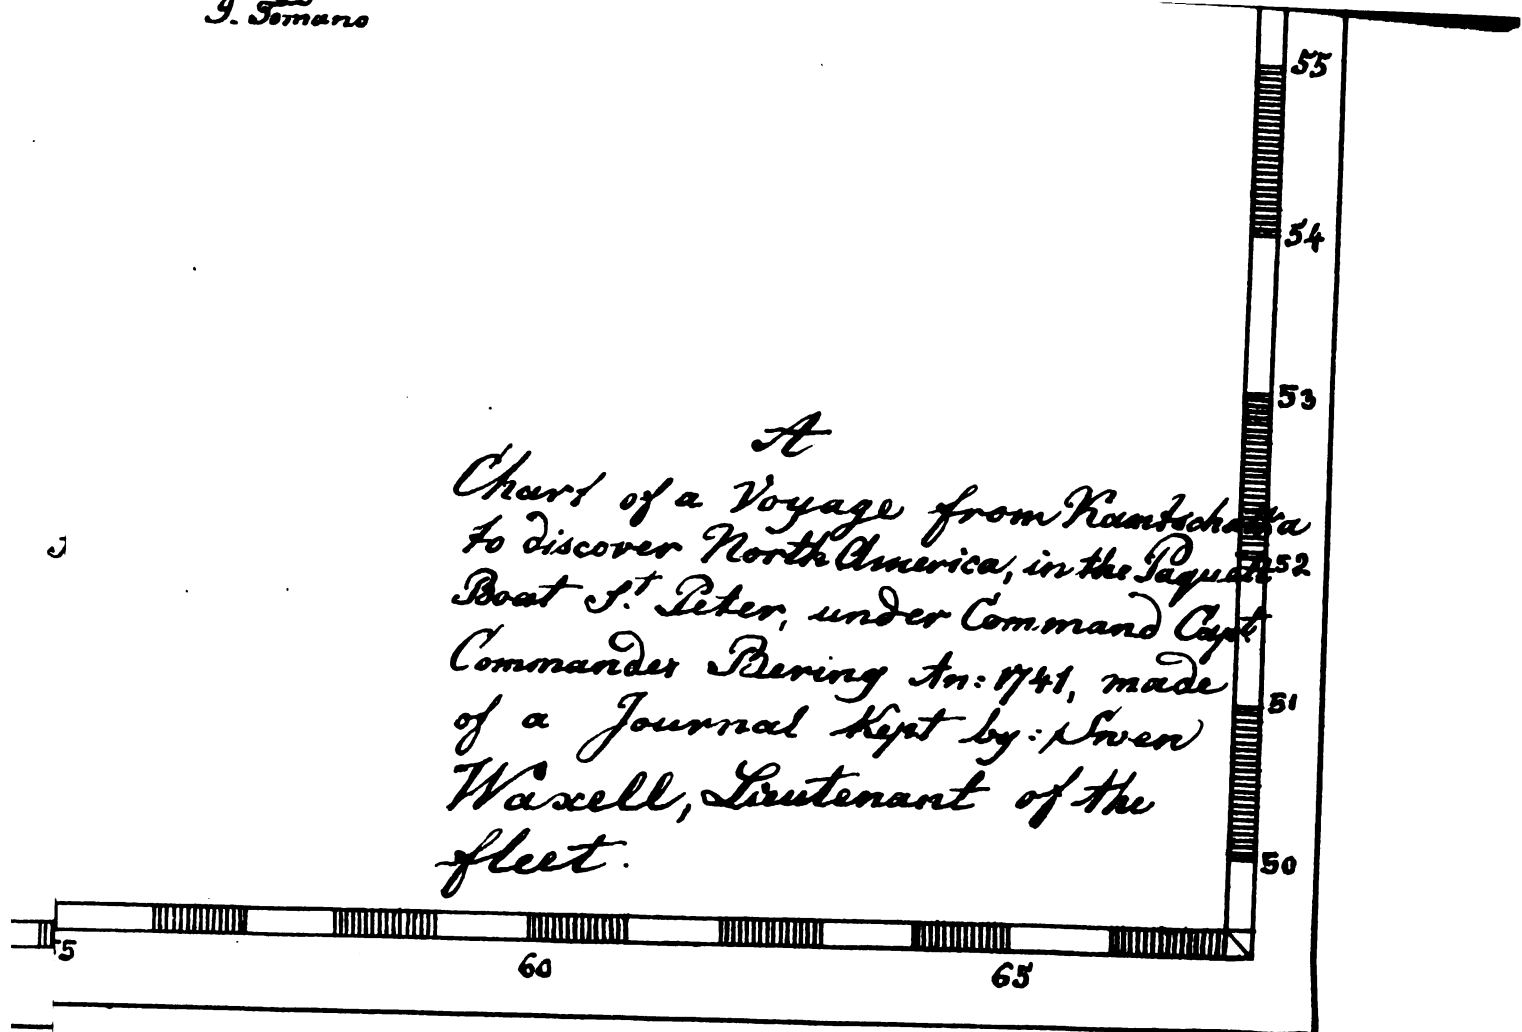 J. Tomano
55
54
53
A
Chart of a Voyage from Kamtschatka
to discover North America, in the Paquett
52
Boat S.t Peter, under Command Capt
Commander Bering An: 1741, made
51
of a Journal Kept by: Swen
Waxell, Lieutenant of the
fleet.
50
5
60
65